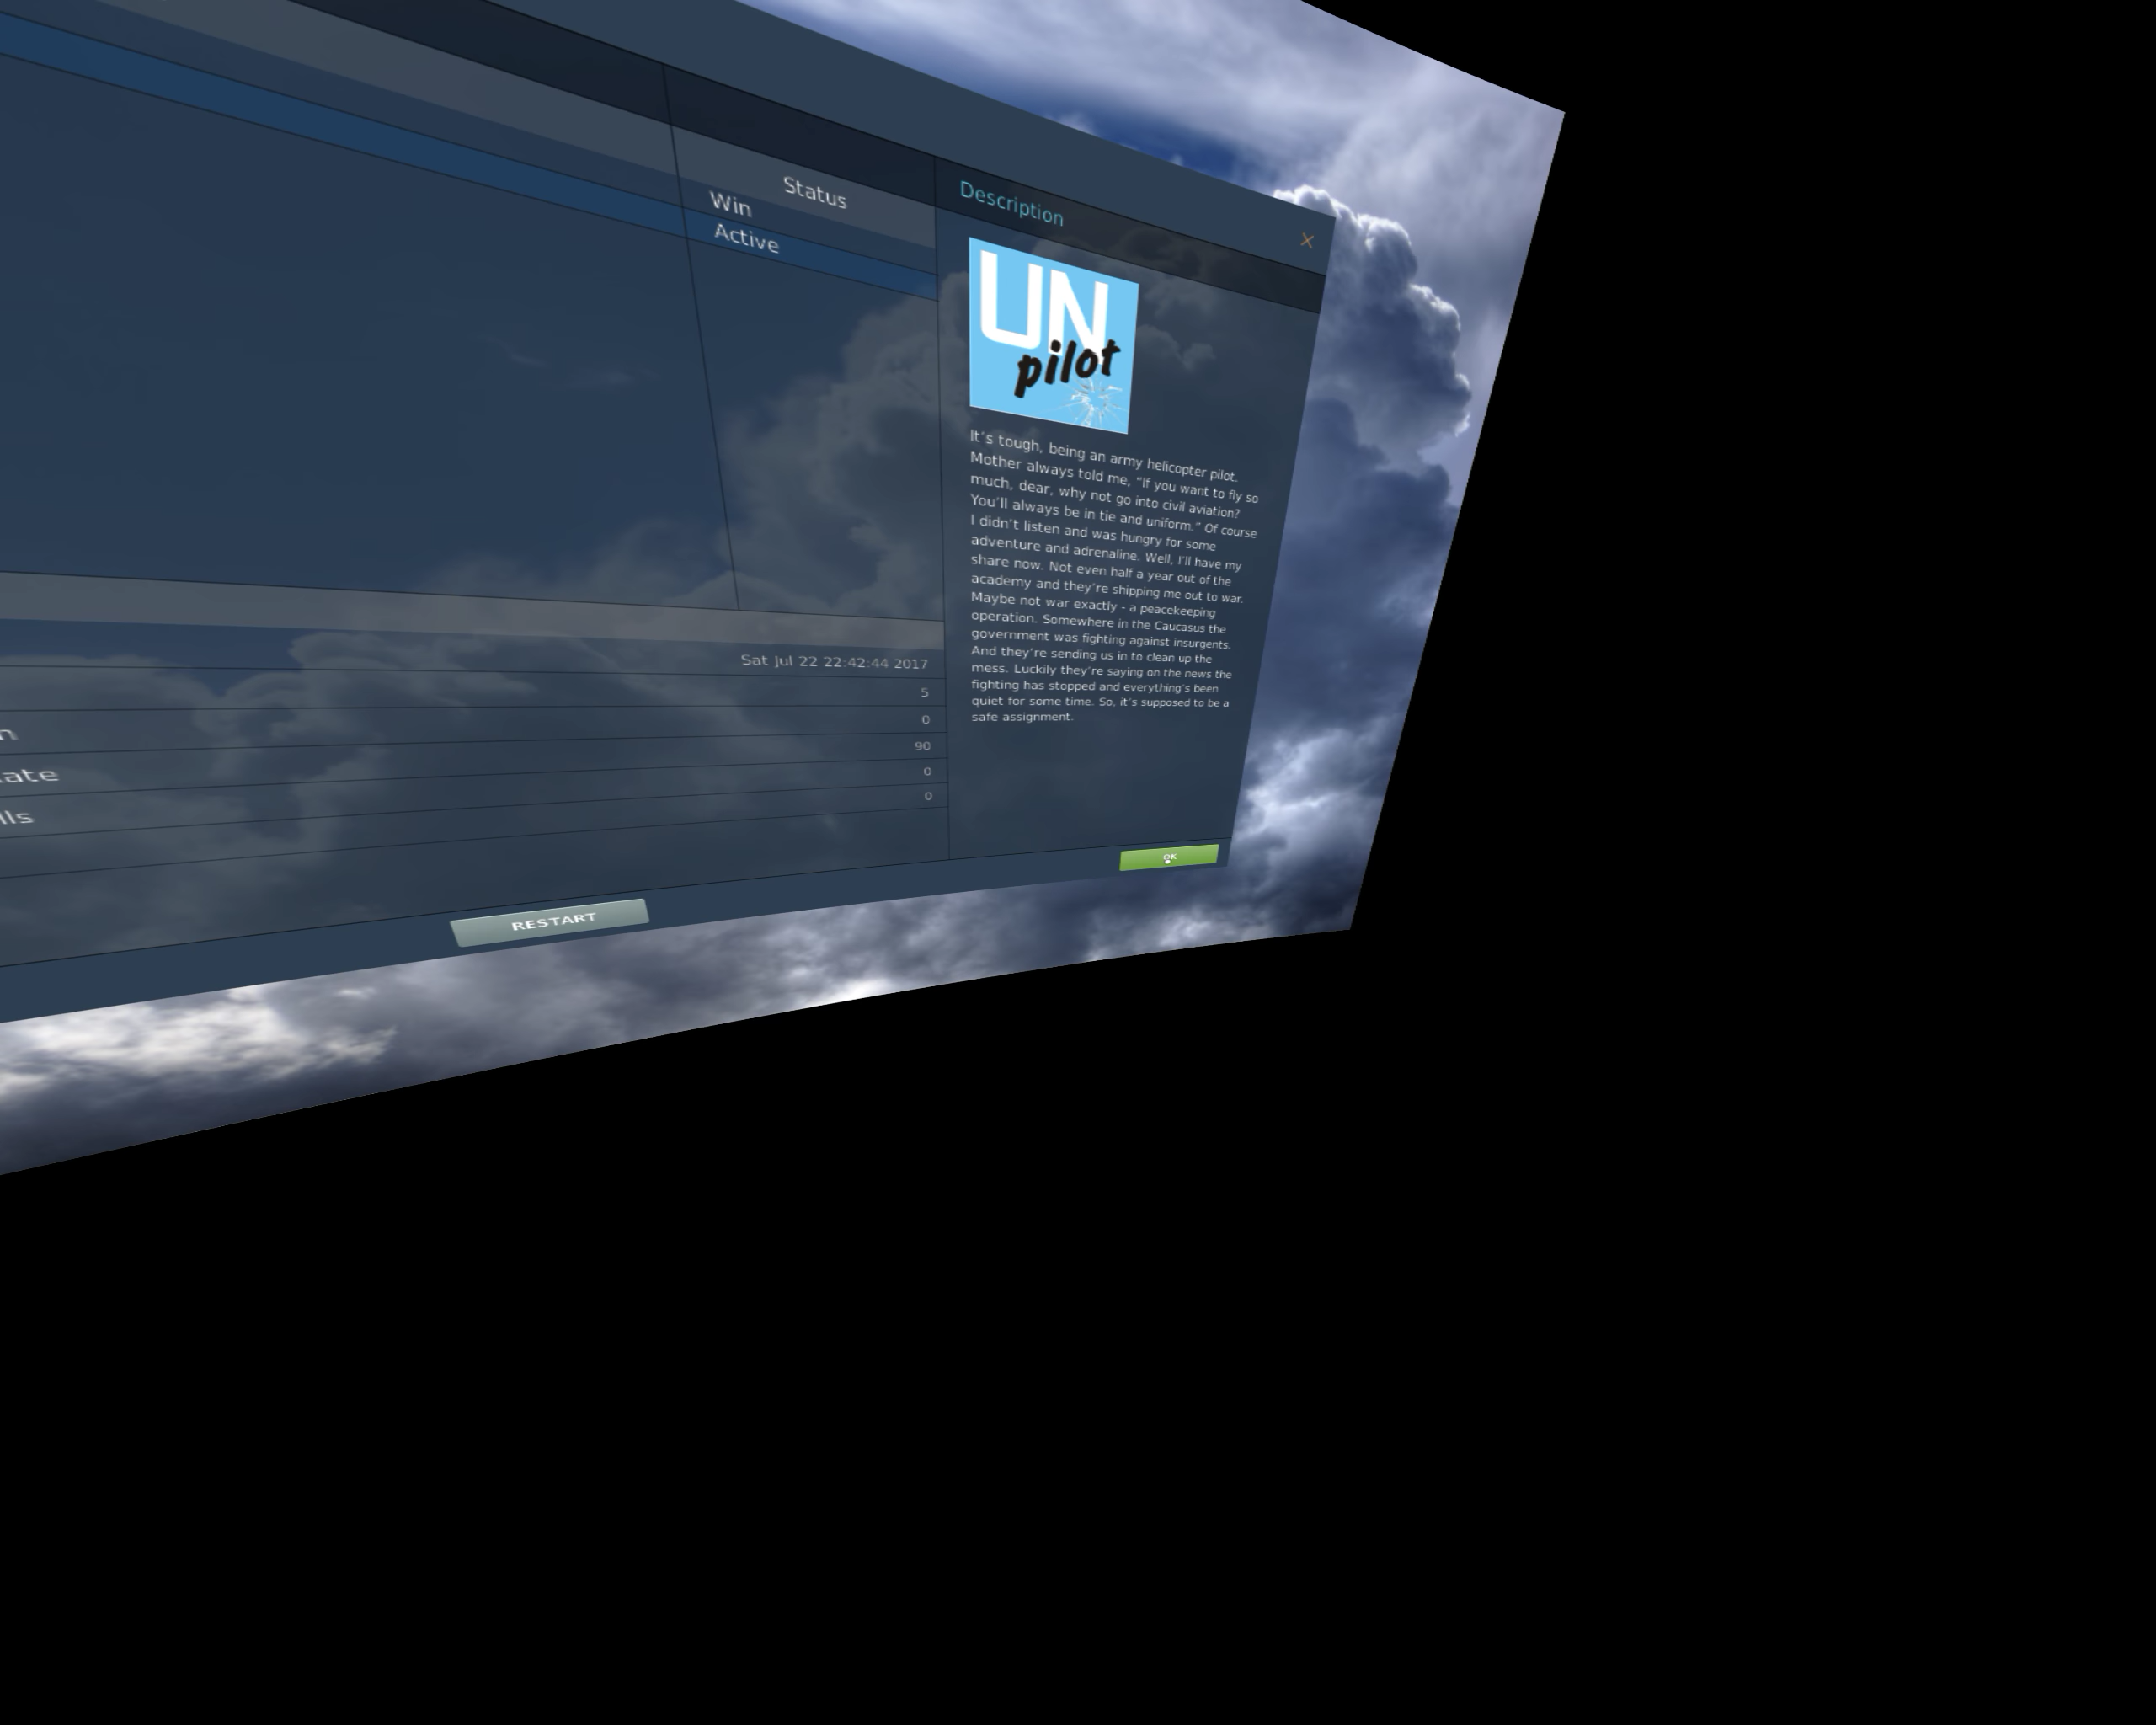 Status
Win
Active
Description
UN
pilot
It's tough, being an army helicopter pilot.
Mother always told me, “If you want to fly so
much, dear, why not go into civil aviation?
You'll always be in tie and uniform.” Of course
I didn't listen and was hungry for some
adventure and adrenaline. Well, I'll have my
share now. Not even half a year out of the
academy and they're shipping me out to war.
Maybe not war exactly - a peacekeeping
operation. Somewhere in the Caucasus the
government was fighting against insurgents.
And they're sending us in to clean up the
mess. Luckily they're saying on the news the
fighting has stopped and everything's been
quiet for some time. So, it's supposed to be a
safe assignment.
Sat Jul 22 22:42:44 2017
5
0
90
0
0
OK
RESTART